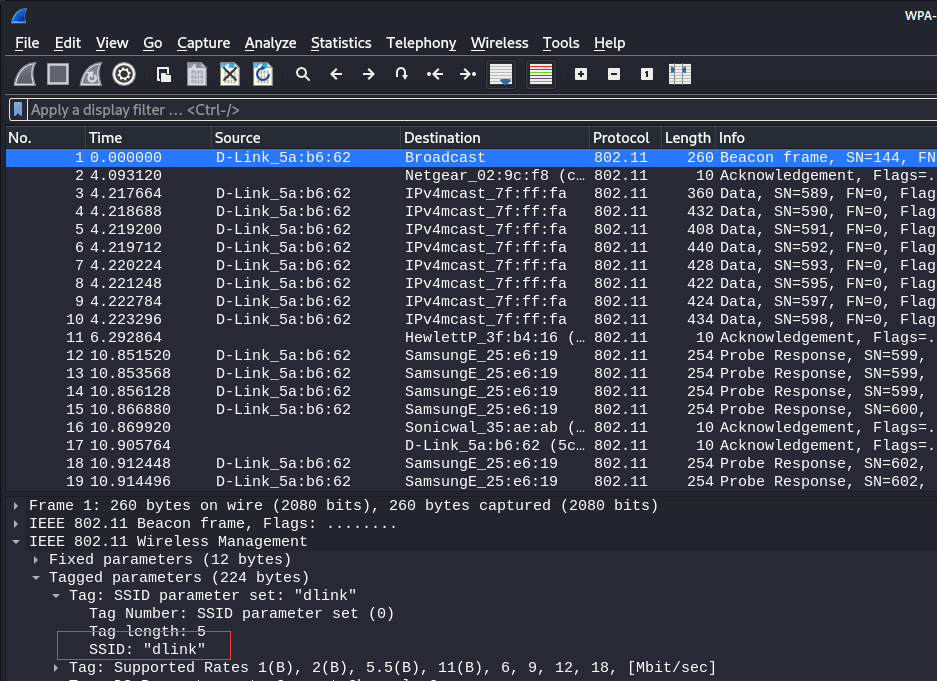 WPA-
File Edit View Go Capture Analyze Statistics Telephony Wireless Tools Help
Apply a display filter … <Ctrl-/>
No. Time Source Destination Protocol Length Info
1 0.000000 D-Link_5a:b6:62 Broadcast 802.11 260 Beacon frame, SN=144, FN
2 4.093120 Netgear_02:9c:f8 (c… 802.11 10 Acknowledgement, Flags=.
3 4.217664 D-Link_5a:b6:62 IPv4mcast_7f:ff:fa 802.11 360 Data, SN=589, FN=0, Flag
4 4.218688 D-Link_5a:b6:62 IPv4mcast_7f:ff:fa 802.11 432 Data, SN=590, FN=0, Flag
5 4.219200 D-Link_5a:b6:62 IPv4mcast_7f:ff:fa 802.11 408 Data, SN=591, FN=0, Flag
6 4.219712 D-Link_5a:b6:62 IPv4mcast_7f:ff:fa 802.11 440 Data, SN=592, FN=0, Flag
7 4.220224 D-Link_5a:b6:62 IPv4mcast_7f:ff:fa 802.11 428 Data, SN=593, FN=0, Flag
8 4.221248 D-Link_5a:b6:62 IPv4mcast_7f:ff:fa 802.11 422 Data, SN=595, FN=0, Flag
9 4.222784 D-Link_5a:b6:62 IPv4mcast_7f:ff:fa 802.11 424 Data, SN=597, FN=0, Flag
10 4.223296 D-Link_5a:b6:62 IPv4mcast_7f:ff:fa 802.11 434 Data, SN=598, FN=0, Flag
11 6.292864 HewlettP_3f:b4:16 (… 802.11 10 Acknowledgement, Flags=.
12 10.851520 D-Link_5a:b6:62 SamsungE_25:e6:19 802.11 254 Probe Response, SN=599,
13 10.853568 D-Link_5a:b6:62 SamsungE_25:e6:19 802.11 254 Probe Response, SN=599,
14 10.856128 D-Link_5a:b6:62 SamsungE_25:e6:19 802.11 254 Probe Response, SN=599,
15 10.866880 D-Link_5a:b6:62 SamsungE_25:e6:19 802.11 254 Probe Response, SN=600,
16 10.869920 Sonicwal_35:ae:ab (… 802.11 10 Acknowledgement, Flags=.
17 10.905764 D-Link_5a:b6:62 (5c… 802.11 10 Acknowledgement, Flags=.
18 10.912448 D-Link_5a:b6:62 SamsungE_25:e6:19 802.11 254 Probe Response, SN=602,
19 10.914496 D-Link_5a:b6:62 SamsungE_25:e6:19 802.11 254 Probe Response, SN=602,
Frame 1: 260 bytes on wire (2080 bits), 260 bytes captured (2080 bits)
IEEE 802.11 Beacon frame, Flags: ........
IEEE 802.11 Wireless Management
Fixed parameters (12 bytes)
Tagged parameters (224 bytes)
Tag: SSID parameter set: "dlink"
Tag Number: SSID parameter set (0)
Tag length: 5
SSID: "dlink"
Tag: Supported Rates 1(B), 2(B), 5.5(B), 11(B), 6, 9, 12, 18, [Mbit/sec]